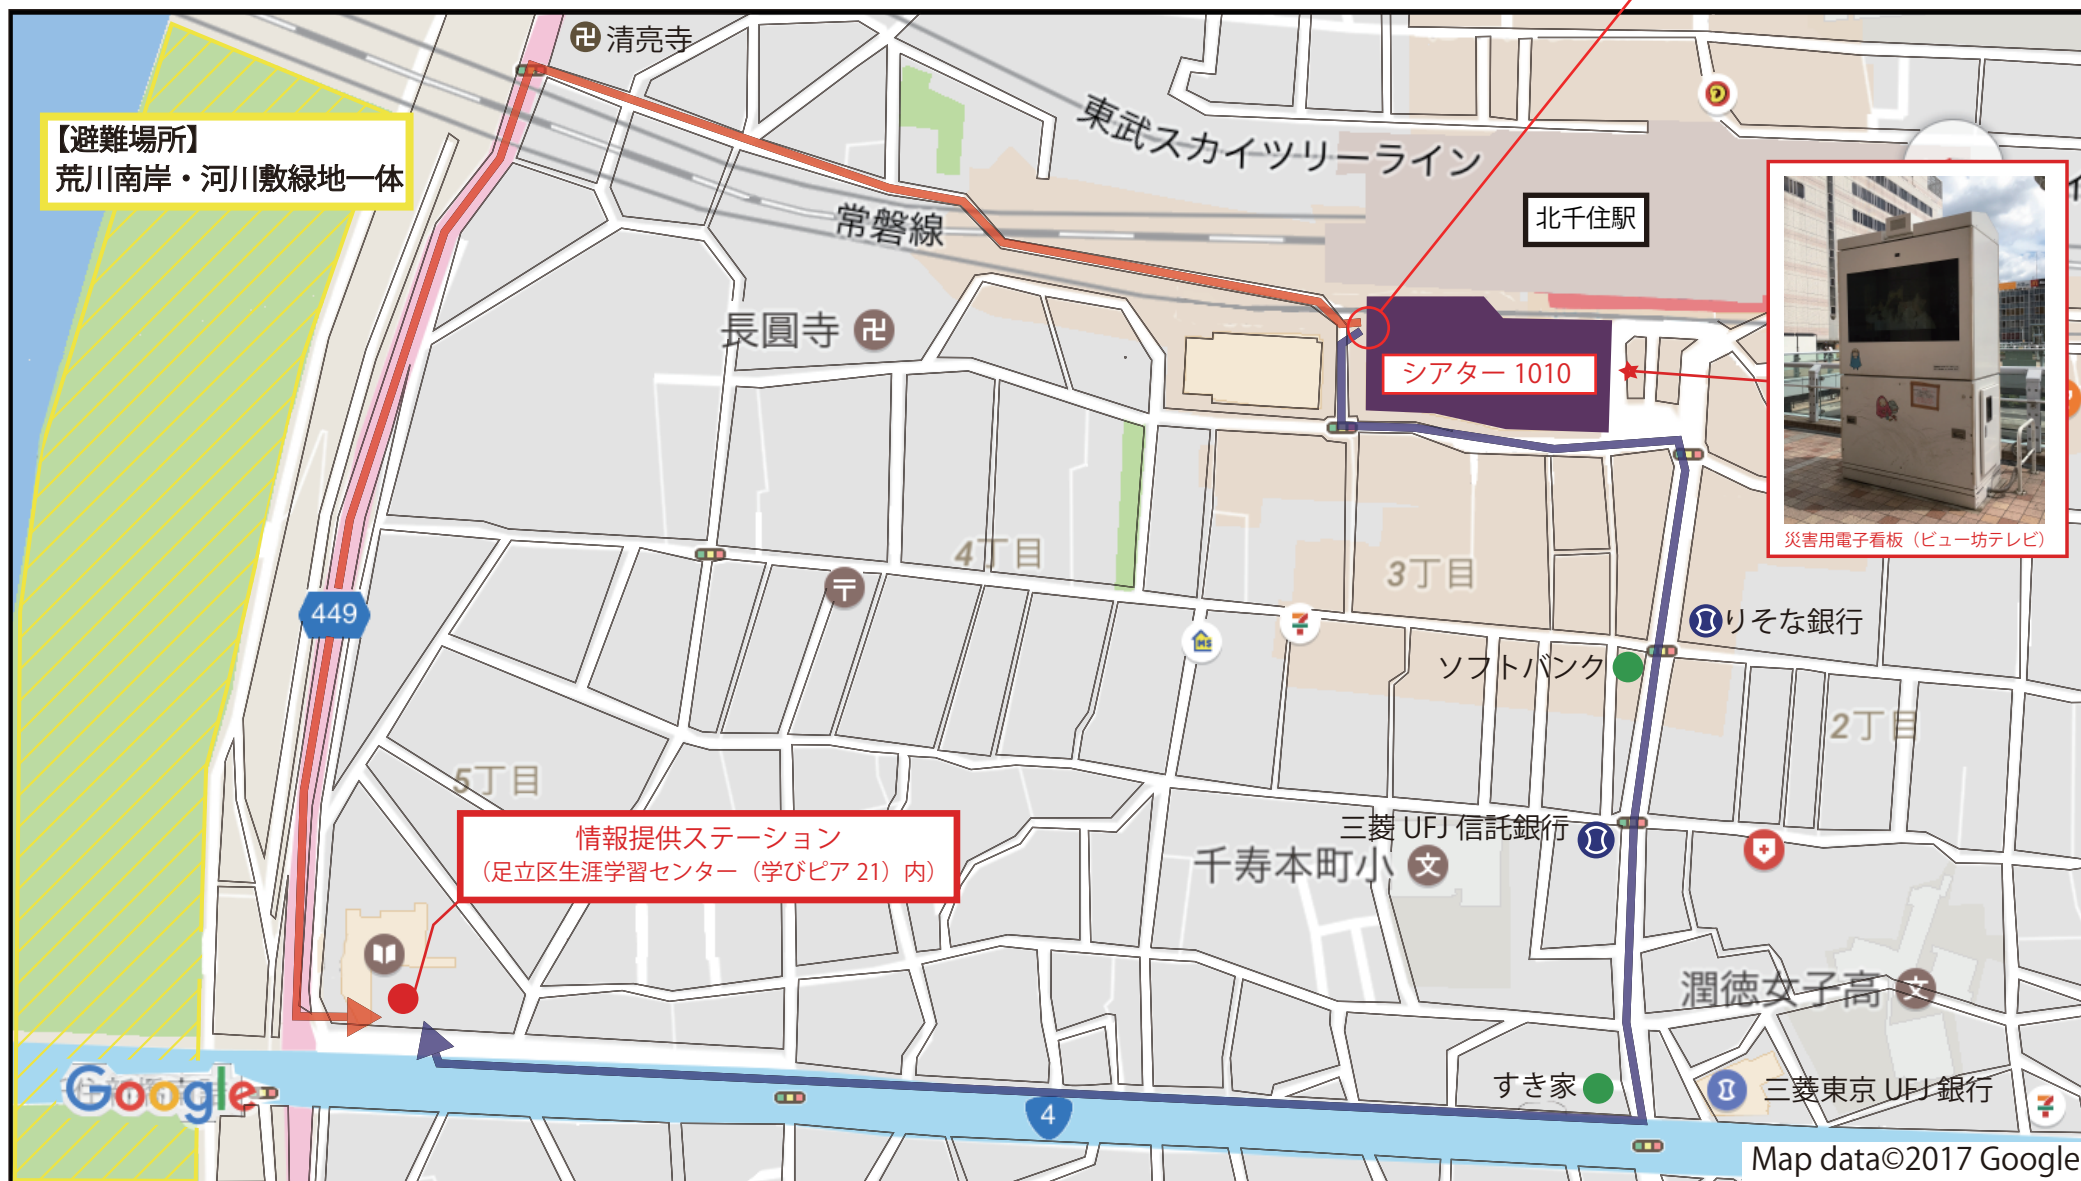 清亮寺
【避難場所】
荒川南岸・河川敷緑地一体
東武スカイツリーライン
常磐線
北千住駅
長圓寺
シアター 1010
災害用電子看板（ビュー坊テレビ）
4丁目
3丁目
449
りそな銀行
ソフトバンク
2丁目
5丁目
情報提供ステーション
（足立区生涯学習センター（学びピア 21）内）
三菱 UFJ 信託銀行
千寿本町小
文
潤徳女子高
文
すき家
三菱東京 UFJ 銀行
4
Google
Map data©2017 Google